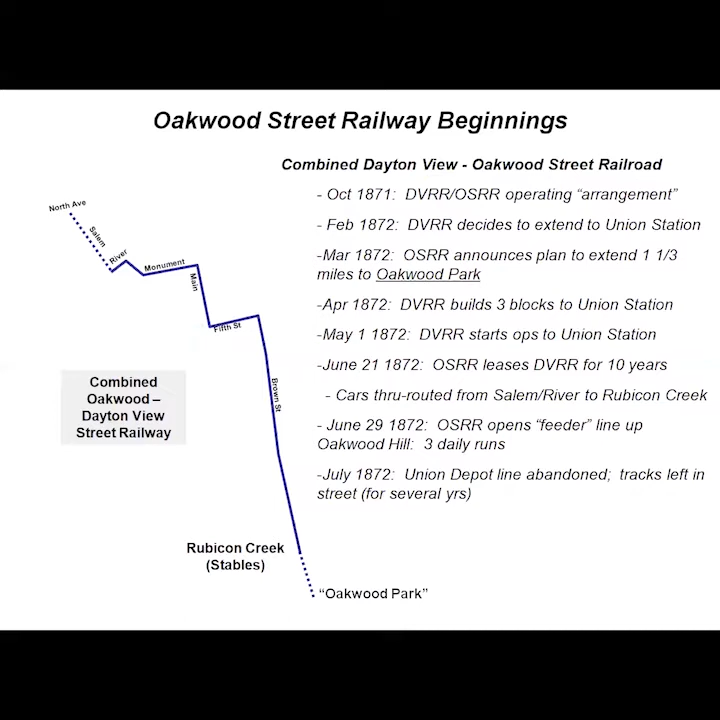 Oakwood Street Railway Beginnings
Combined Dayton View - Oakwood Street Railroad
- Oct 1871: DVRR/OSRR operating “arrangement”
- Feb 1872: DVRR decides to extend to Union Station
-Mar 1872: OSRR announces plan to extend 1 1/3
miles to Oakwood Park
-Apr 1872: DVRR builds 3 blocks to Union Station
-May 1 1872: DVRR starts ops to Union Station
-June 21 1872: OSRR leases DVRR for 10 years
- Cars thru-routed from Salem/River to Rubicon Creek
- June 29 1872: OSRR opens “feeder” line up
Oakwood Hill: 3 daily runs
-July 1872: Union Depot line abandoned; tracks left in
street (for several yrs)
North Ave
Salem
River
Monument
Main
Fifth St
Brown St
Combined
Oakwood –
Dayton View
Street Railway
Rubicon Creek
(Stables)
“Oakwood Park”